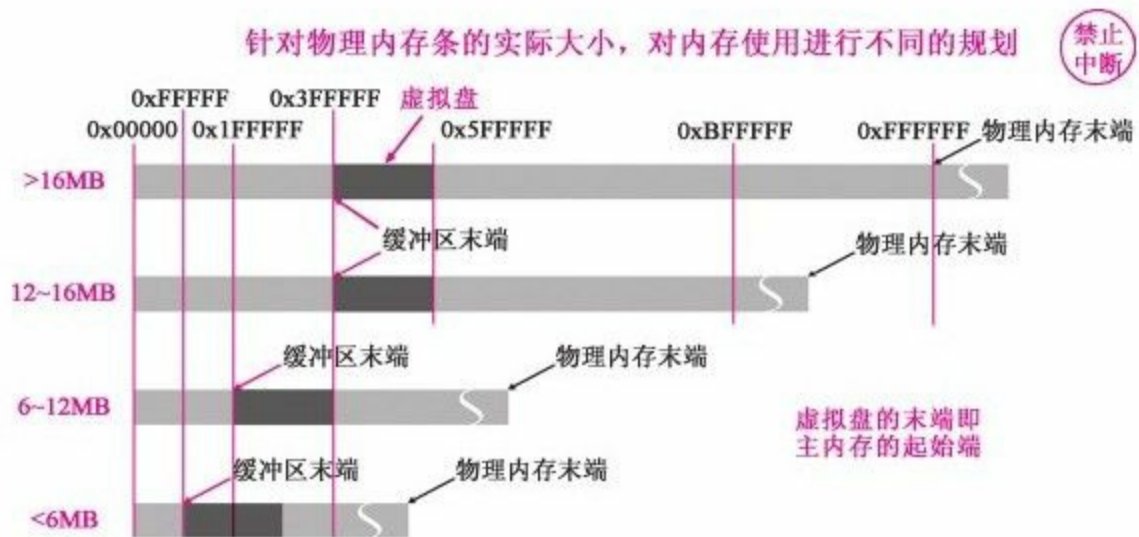 针对物理内存条的实际大小，对内存使用进行不同的规划
禁止
中断
0xFFFFF 0x3FFFFF 虚拟盘
0x00000 0x1FFFFF 0x5FFFFF 0xBFFFFF 0xFFFFFF 物理内存末端
>16MB
缓冲区末端
物理内存末端
12~16MB
缓冲区末端 物理内存末端
6~12MB
虚拟盘的末端即
主内存的起始端
缓冲区末端 物理内存末端
<6MB